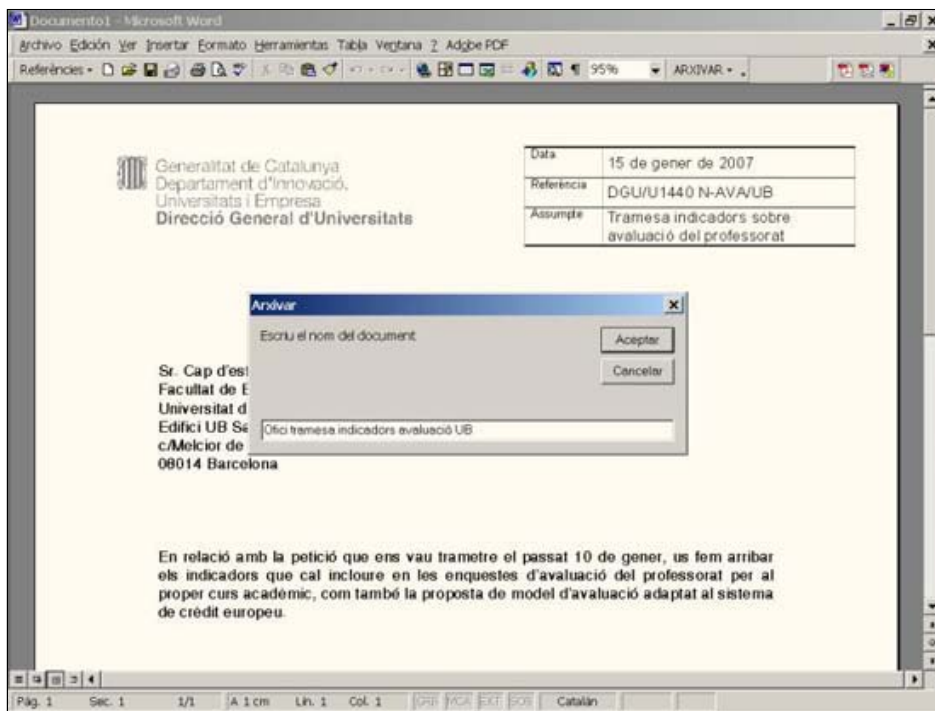 Documento1 - Microsoft Word
Archivo Edición Ver Insertar Formato Herramientas Tabla Ventana ? Adobe PDF
Referències 95% ARXIVAR
Generalitat de Catalunya
Departament d'Innovació,
Universitats i Empresa
Direcció General d'Universitats
Data 15 de gener de 2007
Referència DGU/U1440 N-AVA/UB
Assumpte Tramesa indicadors sobre
avaluació del professorat
Arxivar
Escriu el nom del document
Aceptar
Cancelar
Ofici tramesa indicadors avaluació UB
Sr. Cap d'est
Facultat de E
Universitat d
Edifici UB Se
c/Melcior de
08014 Barcelona
En relació amb la petició que ens vau trametre el passat 10 de gener, us fem arribar
els indicadors que cal incloure en les enquestes d'avaluació del professorat per al
proper curs acadèmic, com també la proposta de model d'avaluació adaptat al sistema
de crèdit europeu.
Pág. 1 Sec. 1 1/1 A 1 cm Lín. 1 Col. 1 GRB MCA EXT SOB Catalán